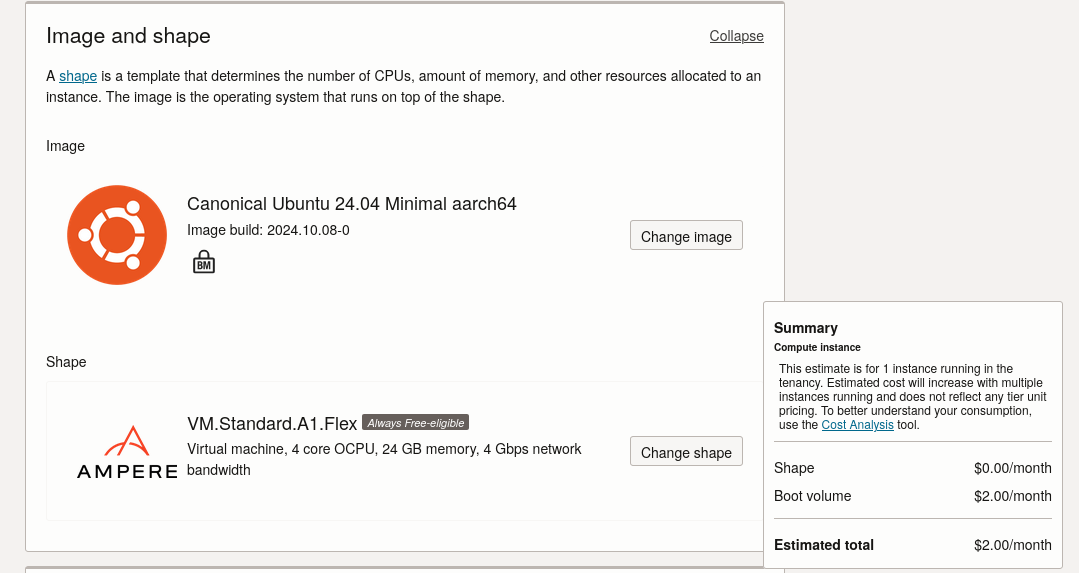 Image and shape
Collapse
A shape is a template that determines the number of CPUs, amount of memory, and other resources allocated to an
instance. The image is the operating system that runs on top of the shape.
Image
Canonical Ubuntu 24.04 Minimal aarch64
Image build: 2024.10.08-0
BM
Change image
Shape
AMPERE
VM.Standard.A1.Flex Always Free-eligible
Virtual machine, 4 core OCPU, 24 GB memory, 4 Gbps network
bandwidth
Change shape
Summary
Compute instance
This estimate is for 1 instance running in the
tenancy. Estimated cost will increase with multiple
instances running and does not reflect any tier unit
pricing. To better understand your consumption,
use the Cost Analysis tool.
Shape $0.00/month
Boot volume $2.00/month
Estimated total $2.00/month